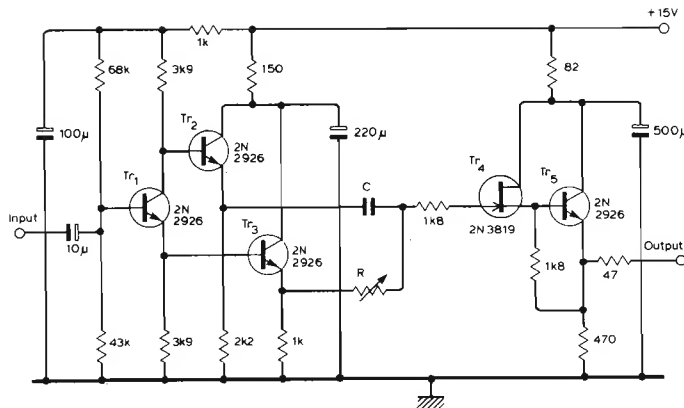 +15V
1k
68k
3k9
150
82
Tr2
100μ
2N
2926
220μ
500μ
Tr4
Tr5
Tr1
C
2N
2926
Input
2N
2926
10μ
Tr3
1k8
2N 3819
2N
2926
1k8
Output
47
R
43k
3k9
2k2
1k
470